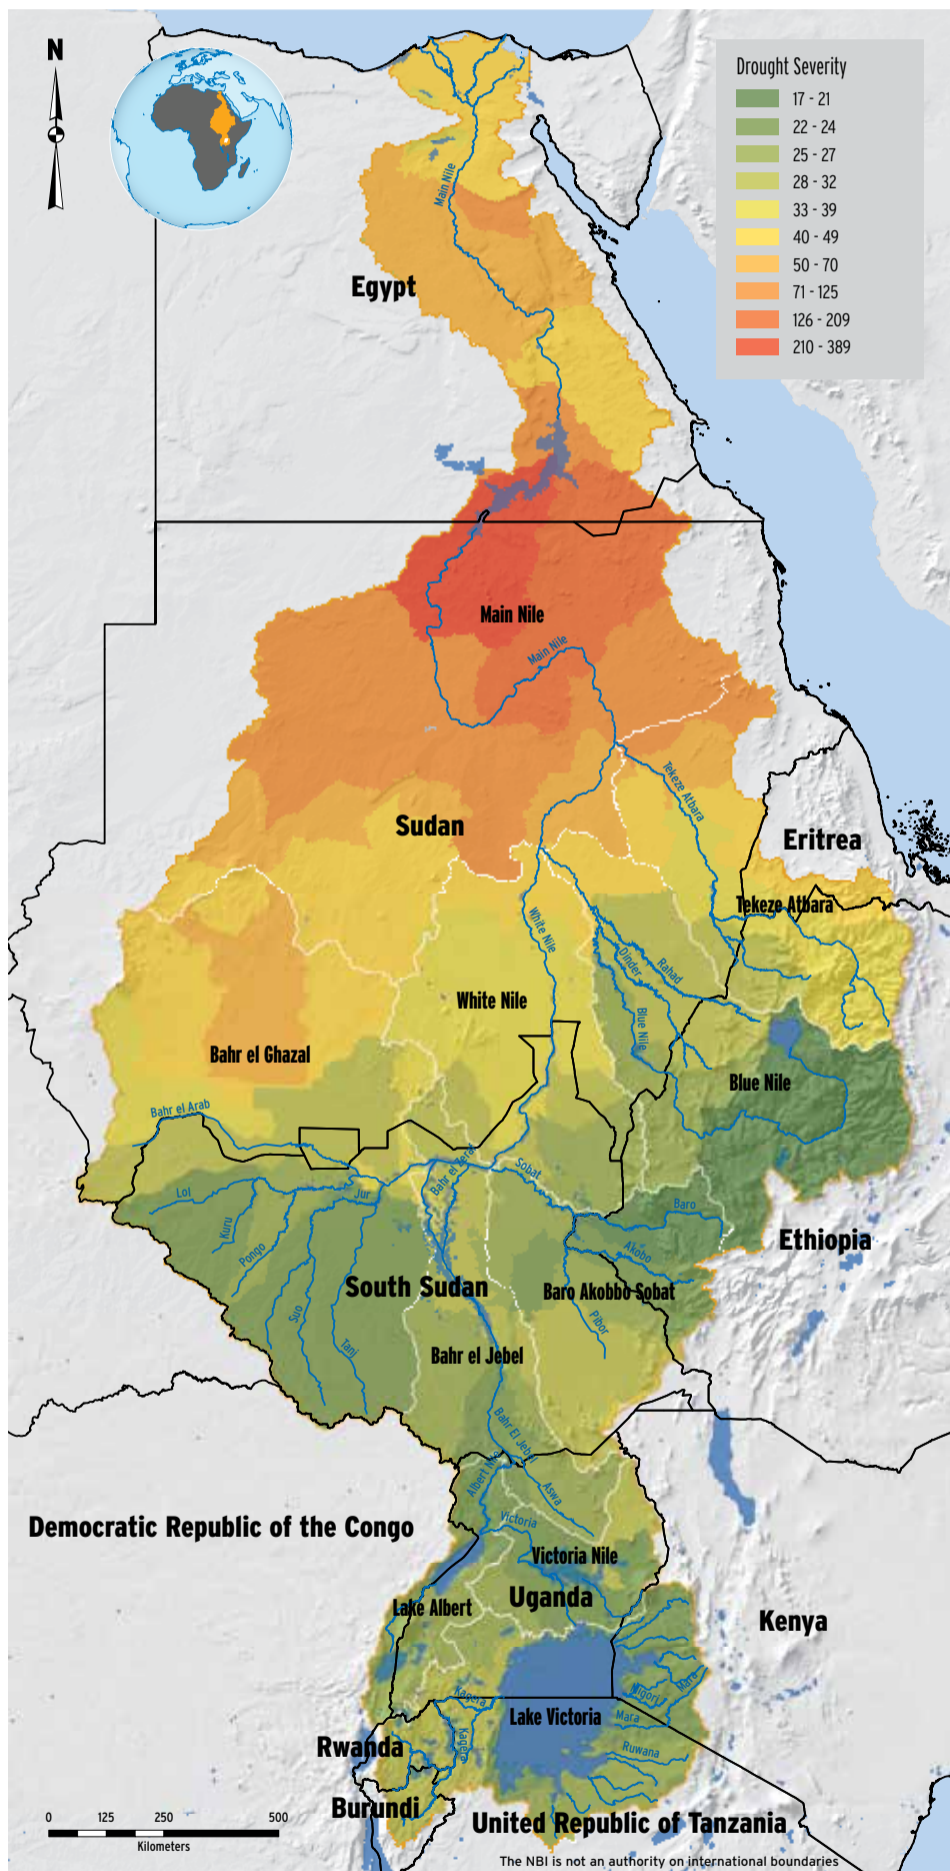 N
Drought Severity
17 - 21
22 - 24
25 - 27
28 - 32
33 - 39
40 - 49
50 - 70
71 - 125
126 - 209
210 - 389
Main Nile
Egypt
Main Nile
Main Nile
Tekeze Atbara
Sudan
Eritrea
Tekeze Atbara
White Nile
Rahad
Dinder
White Nile
Blue Nile
Bahr el Ghazal
Blue Nile
Bahr el Arab
Bahr el Zeraf
Sobat
Lol
Jur
Baro
Kuru
Pongo
Akobo
Ethiopia
South Sudan
Baro Akobbo Sobat
Suo
Pibor
Tanj
Bahr el Jebel
Bahr El Jebel
Albert Nile
Aswa
Democratic Republic of the Congo
Victoria
Victoria Nile
Uganda
Lake Albert
Kenya
Mara
Nigori
Kagera
Lake Victoria
Mara
Kagera
Rwanda
Ruwana
Burundi
United Republic of Tanzania
0 125 250 500
Kilometers
The NBI is not an authority on international boundaries